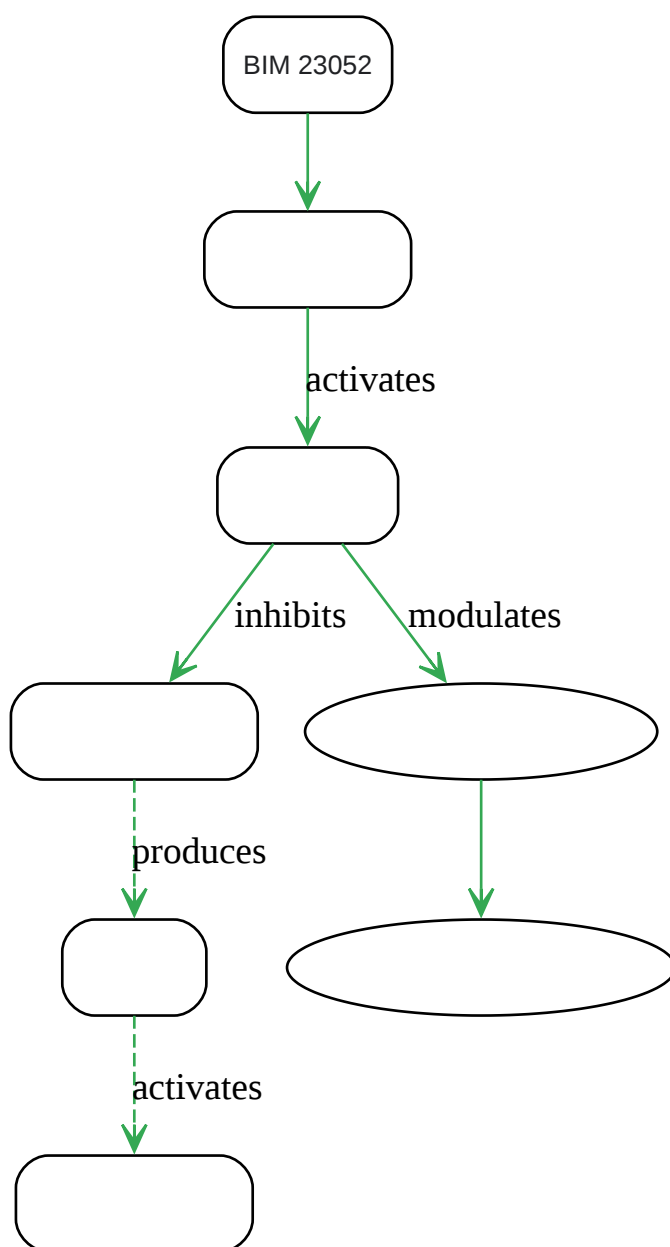 BIM 23052
activates
inhibits
modulates
produces
activates